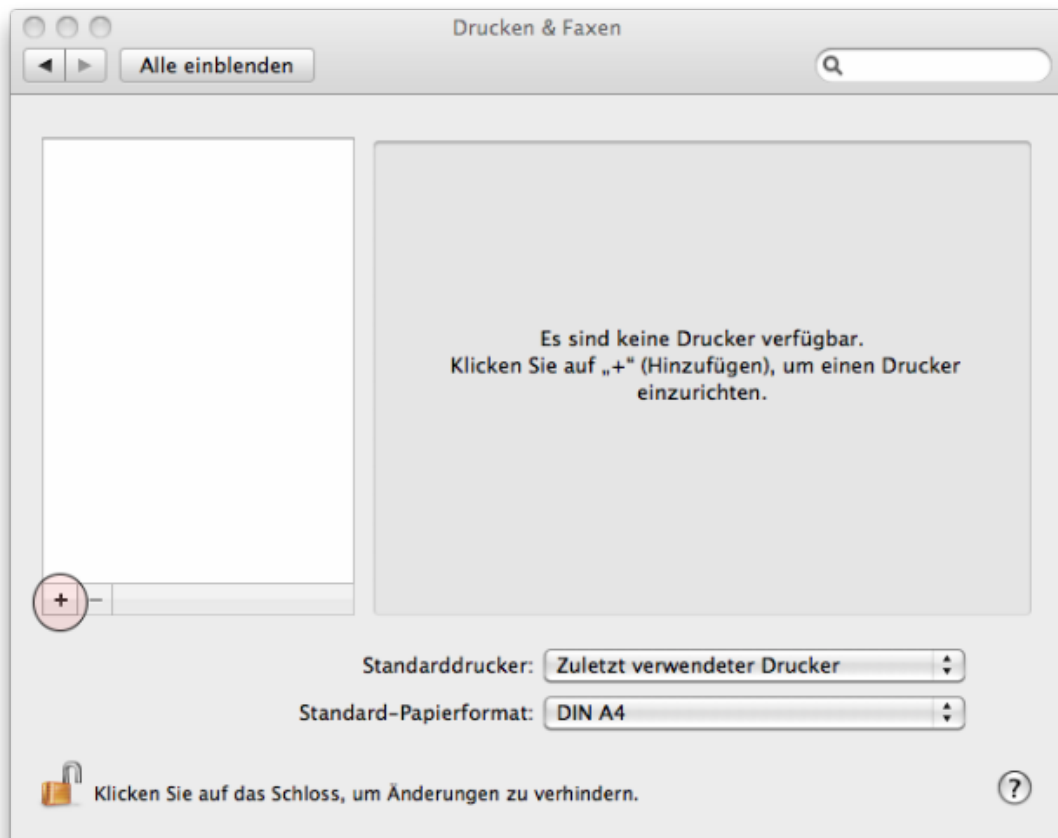 Drucken & Faxen
Alle einblenden
Es sind keine Drucker verfügbar.
Klicken Sie auf „+“ (Hinzufügen), um einen Drucker
einzurichten.
+ −
Standarddrucker: Zuletzt verwendeter Drucker
Standard-Papierformat: DIN A4
Klicken Sie auf das Schloss, um Änderungen zu verhindern.
?